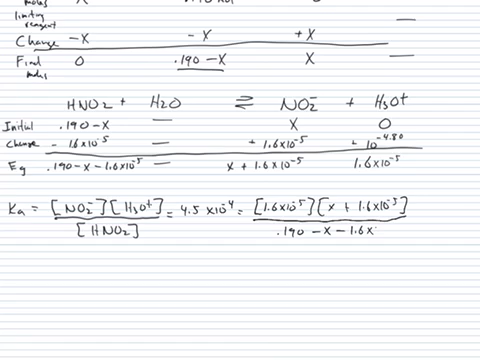 moles
limiting
reagent
Change -X - X + X
Final 0 .190 -X X
moles
HNO2 + H2O ⇌ NO2⁻ + H3O+
Initial .190 -X — X 0
Change - 1.6x10⁻⁵ — + 1.6x10⁻⁵ + 10⁻⁴·⁸⁰
Eq .190 -X - 1.6x10⁻⁵ — X + 1.6x10⁻⁵ 1.6x10⁻⁵
Ka = [NO2⁻][H3O+] / [HNO2] = 4.5 x10⁻⁴ = [1.6x10⁻⁵][X + 1.6x10⁻⁵] / .190 -X - 1.6x